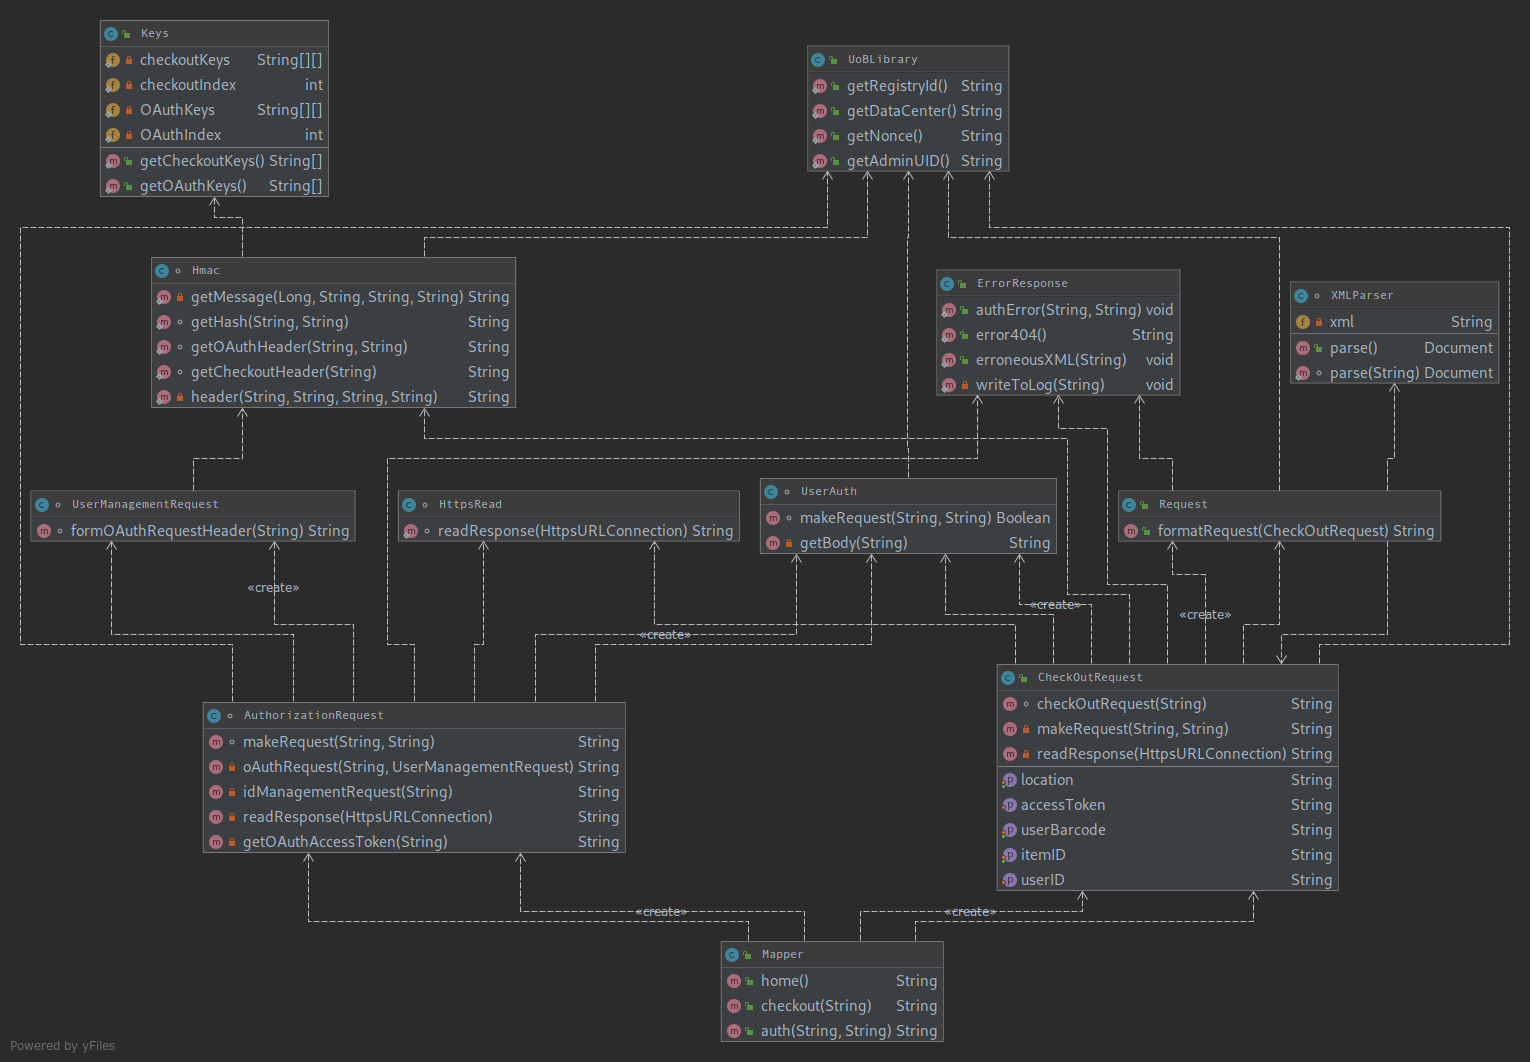 Keys
checkoutKeys String[][]
checkoutIndex int
OAuthKeys String[][]
OAuthIndex int
getCheckoutKeys() String[]
getOAuthKeys() String[]
UoBLibrary
getRegistryId() String
getDataCenter() String
getNonce() String
getAdminUID() String
Hmac
getMessage(Long, String, String, String) String
getHash(String, String) String
getOAuthHeader(String, String) String
getCheckoutHeader(String) String
header(String, String, String, String) String
ErrorResponse
authError(String, String) void
error404() String
erroneousXML(String) void
writeToLog(String) void
XMLParser
xml String
parse() Document
parse(String) Document
UserManagementRequest
formOAuthRequestHeader(String) String
HttpsRead
readResponse(HttpsURLConnection) String
UserAuth
makeRequest(String, String) Boolean
getBody(String) String
Request
formatRequest(CheckOutRequest) String
«create»
«create»
«create»
«create»
AuthorizationRequest
makeRequest(String, String) String
oAuthRequest(String, UserManagementRequest) String
idManagementRequest(String) String
readResponse(HttpsURLConnection) String
getOAuthAccessToken(String) String
CheckOutRequest
checkOutRequest(String) String
makeRequest(String, String) String
readResponse(HttpsURLConnection) String
location String
accessToken String
userBarcode String
itemID String
userID String
«create»
«create»
Mapper
home() String
checkout(String) String
auth(String, String) String
Powered by yFiles